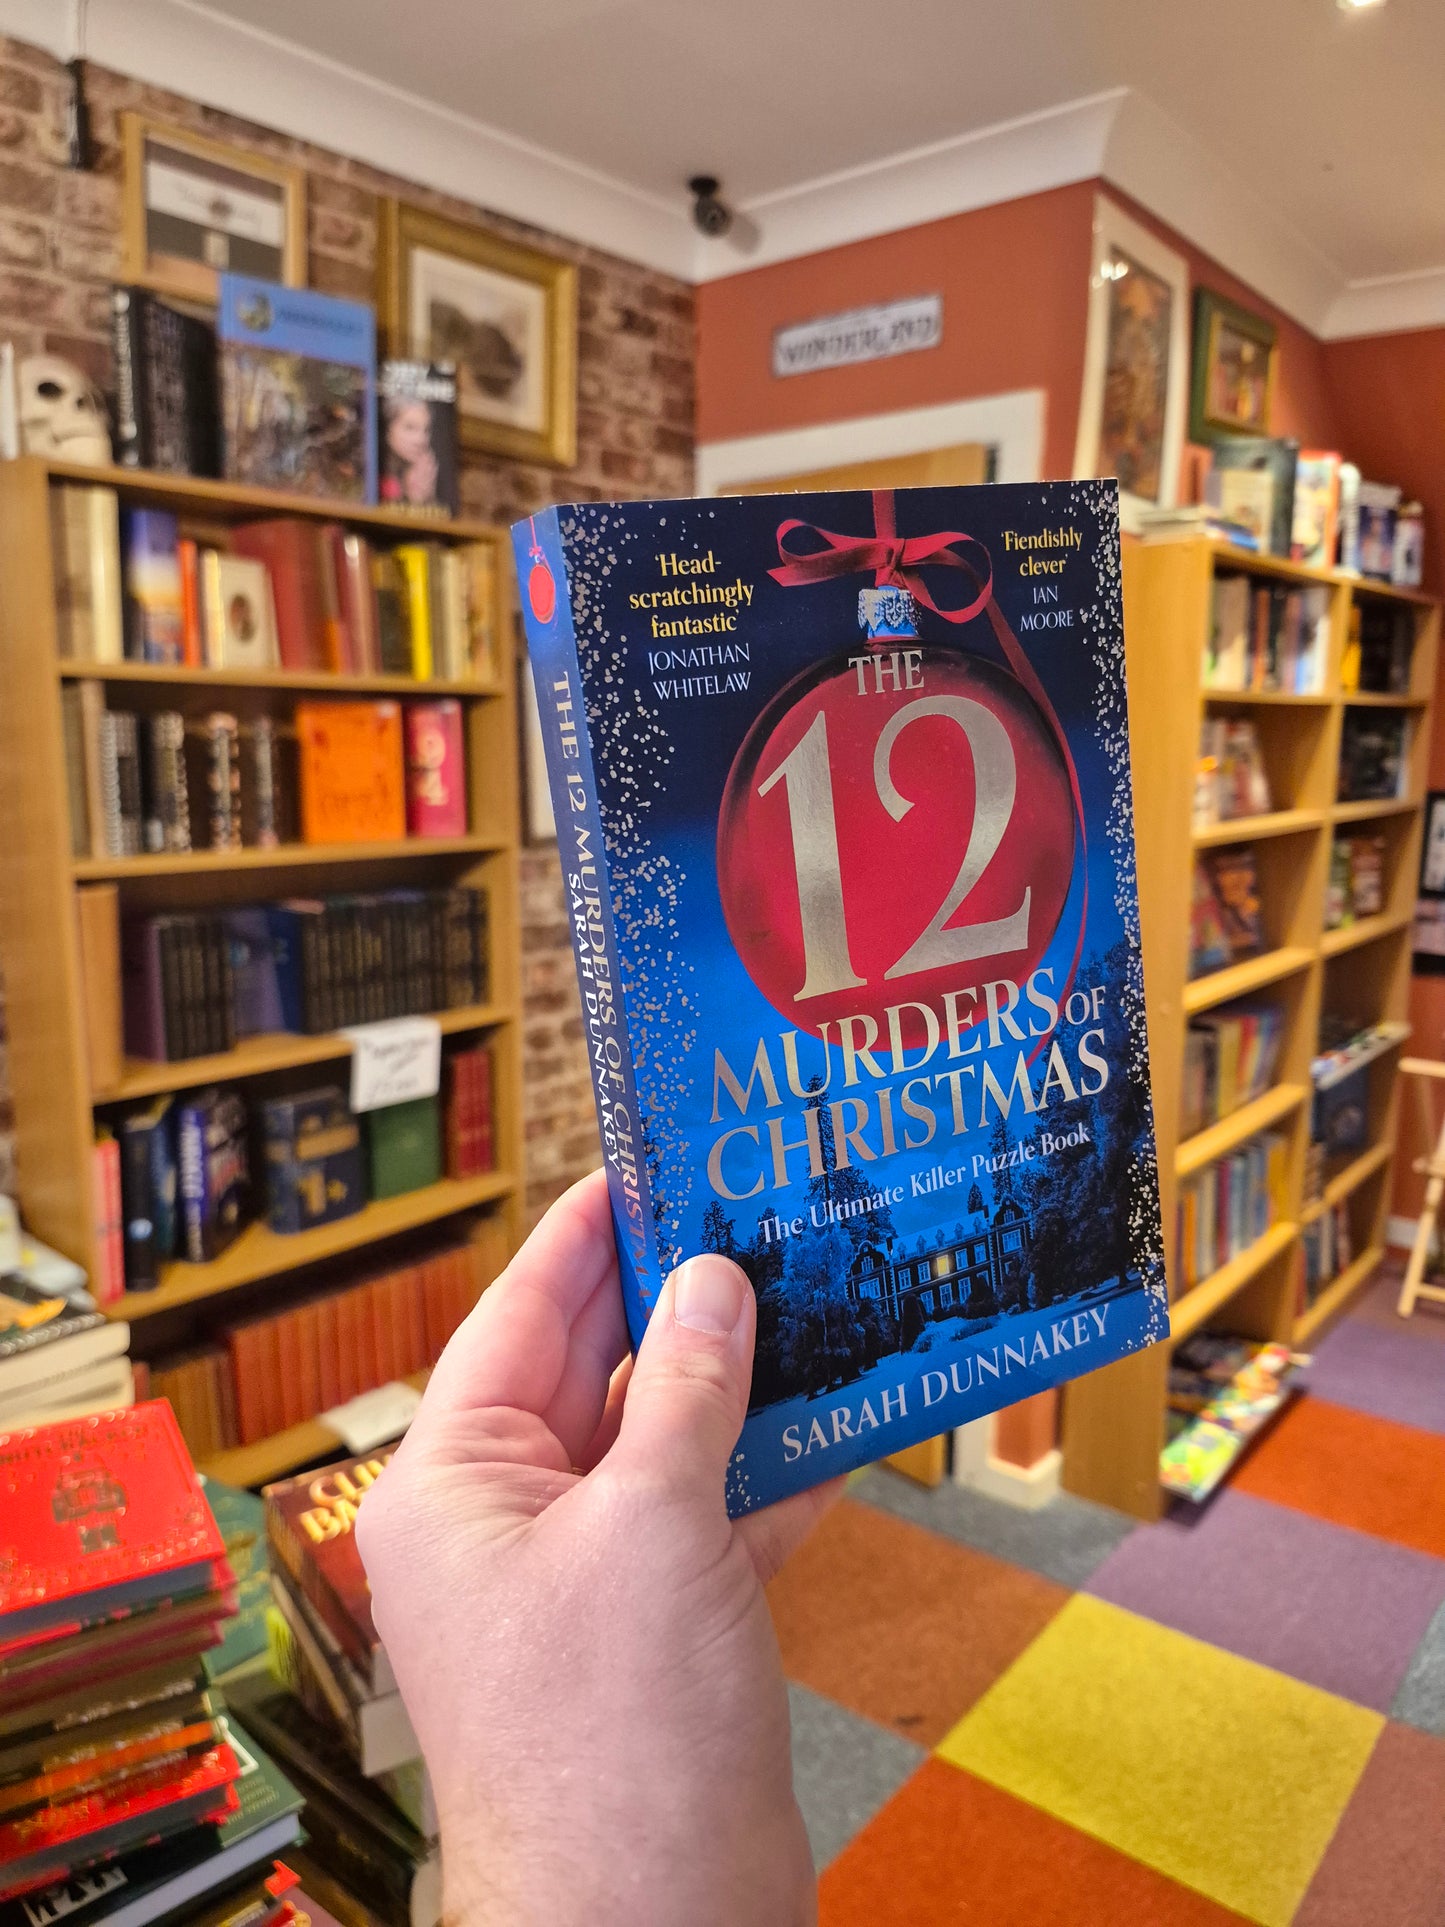 WONDERLAND
'Head-
scratchingly
fantastic'
JONATHAN
WHITELAW
'Fiendishly
clever'
IAN
MOORE
THE
12
MURDERS OF
CHRISTMAS
The Ultimate Killer Puzzle Book
SARAH DUNNAKEY
THE 12 MURDERS OF CHRISTMAS
SARAH DUNNAKEY